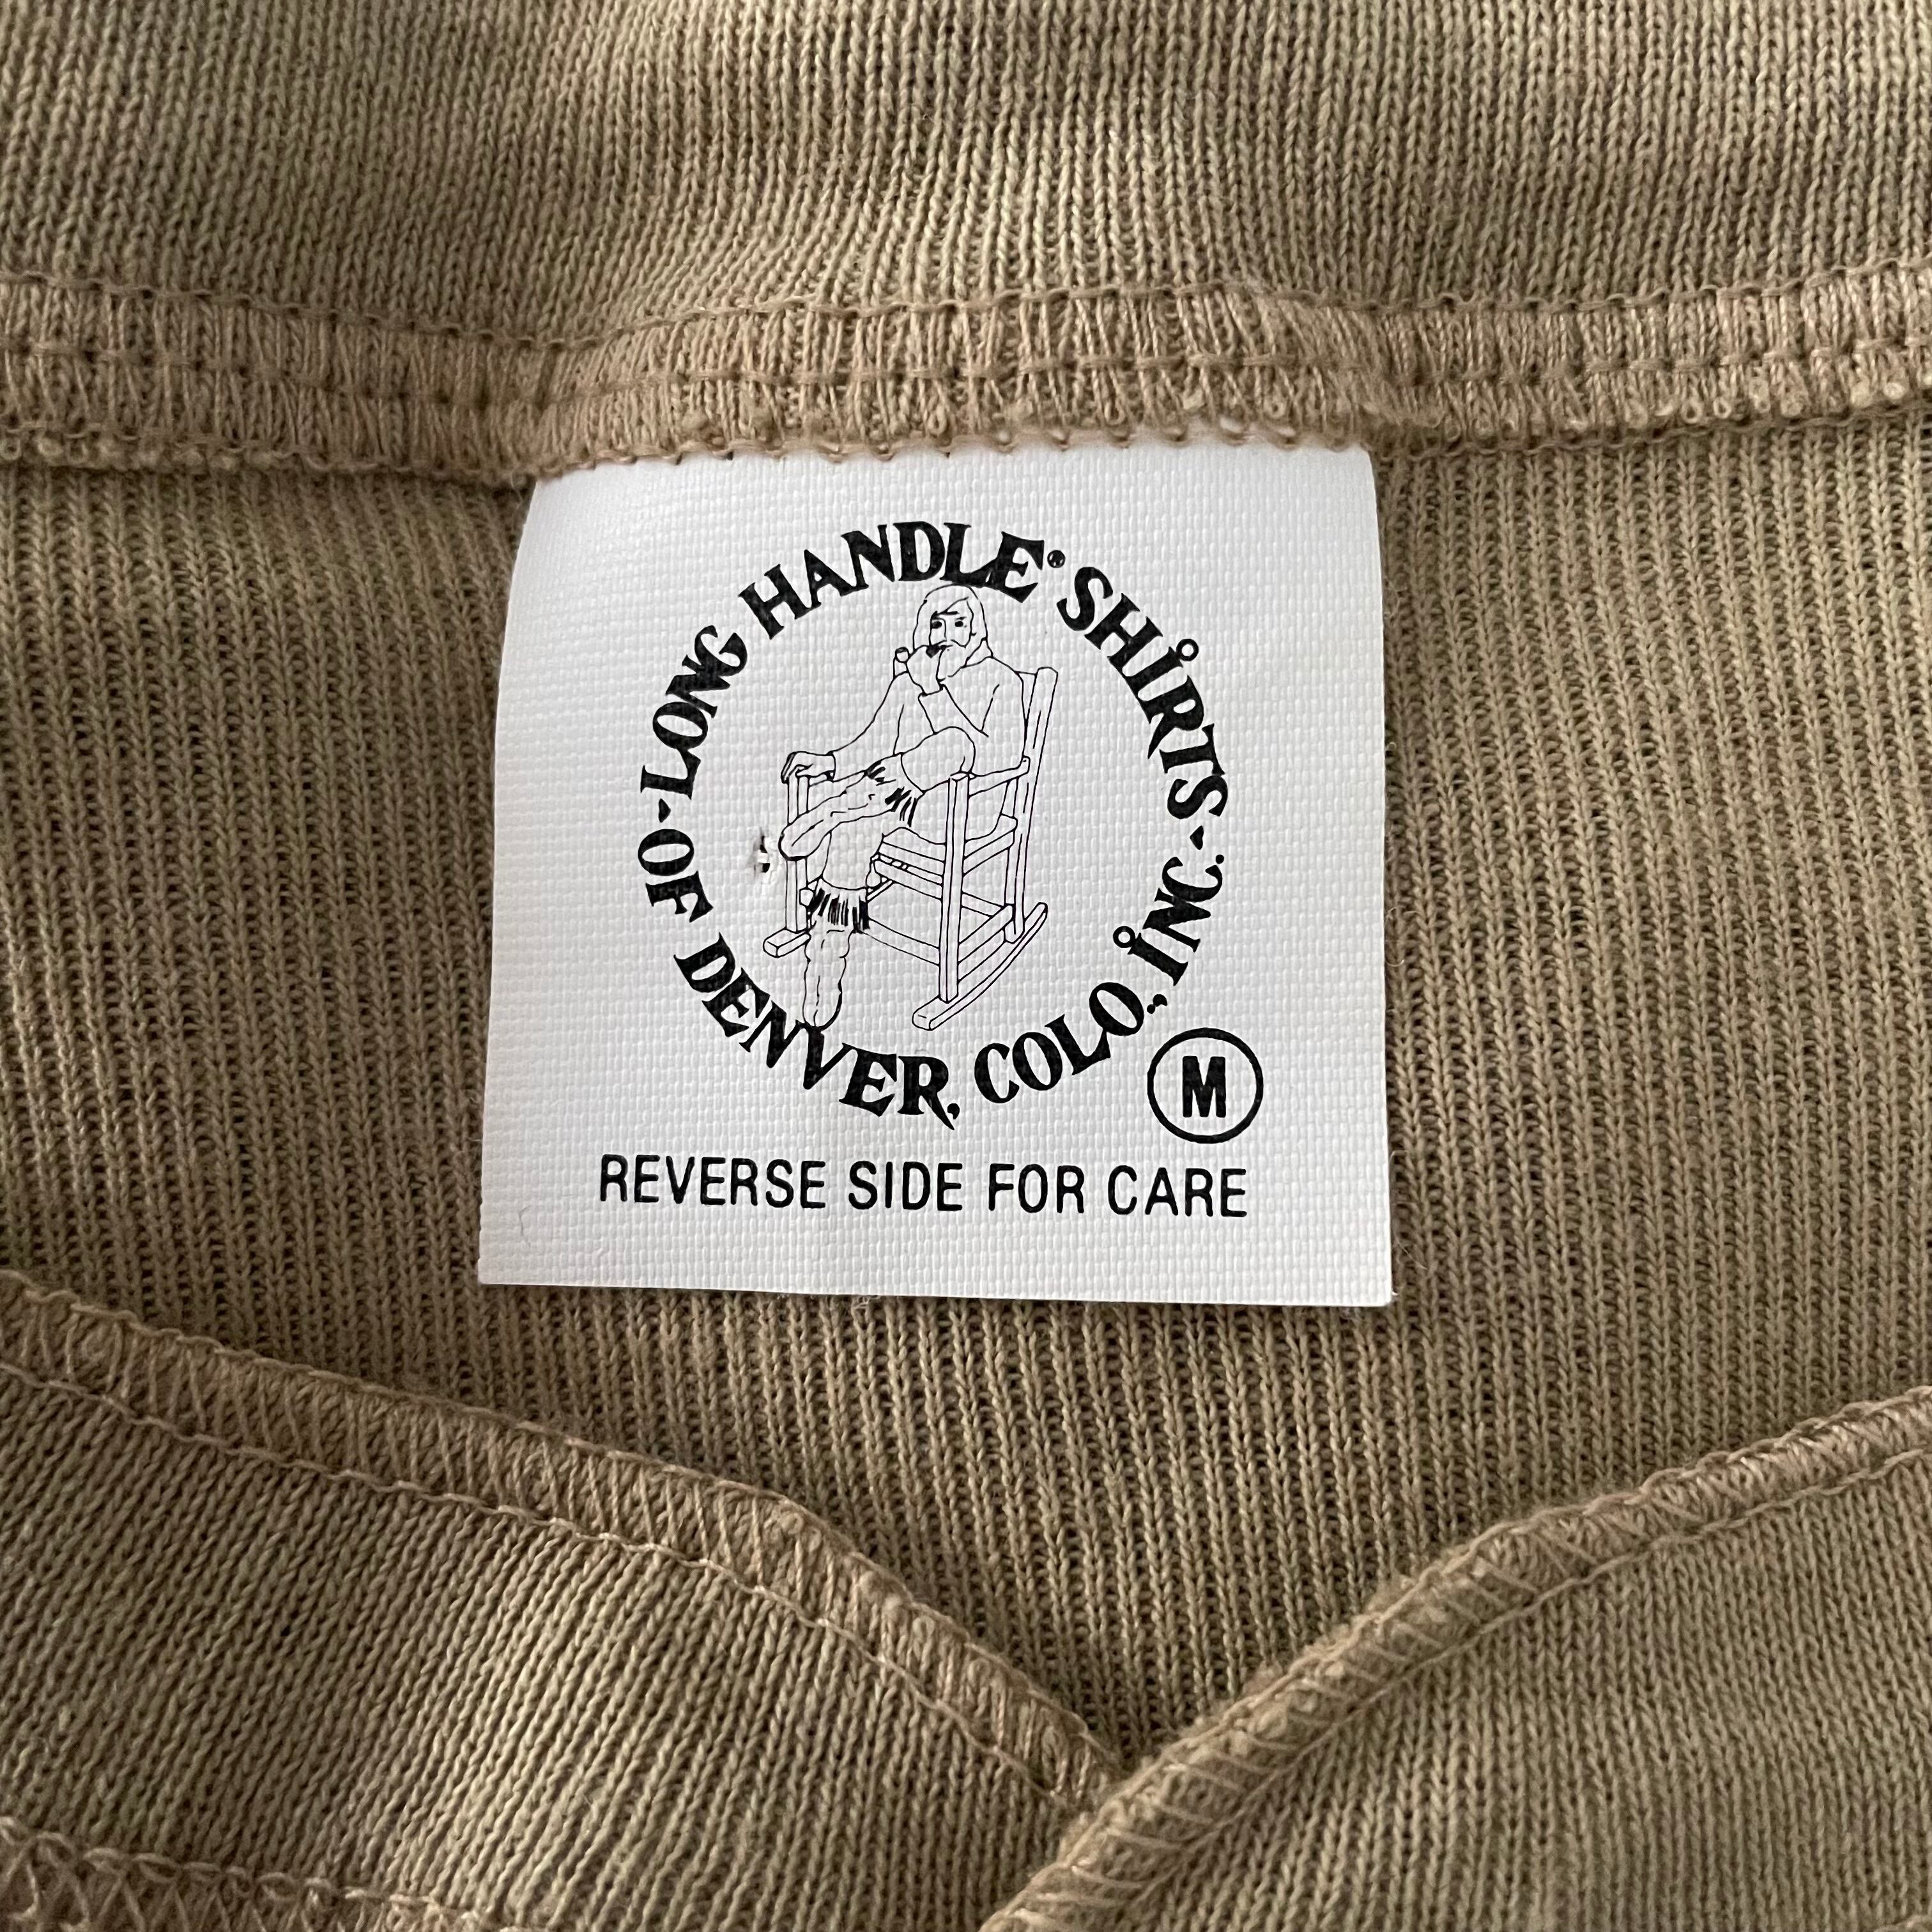 LONG HANDLE® SHIRTS - OF DENVER, COLO., INC. -
M
REVERSE SIDE FOR CARE